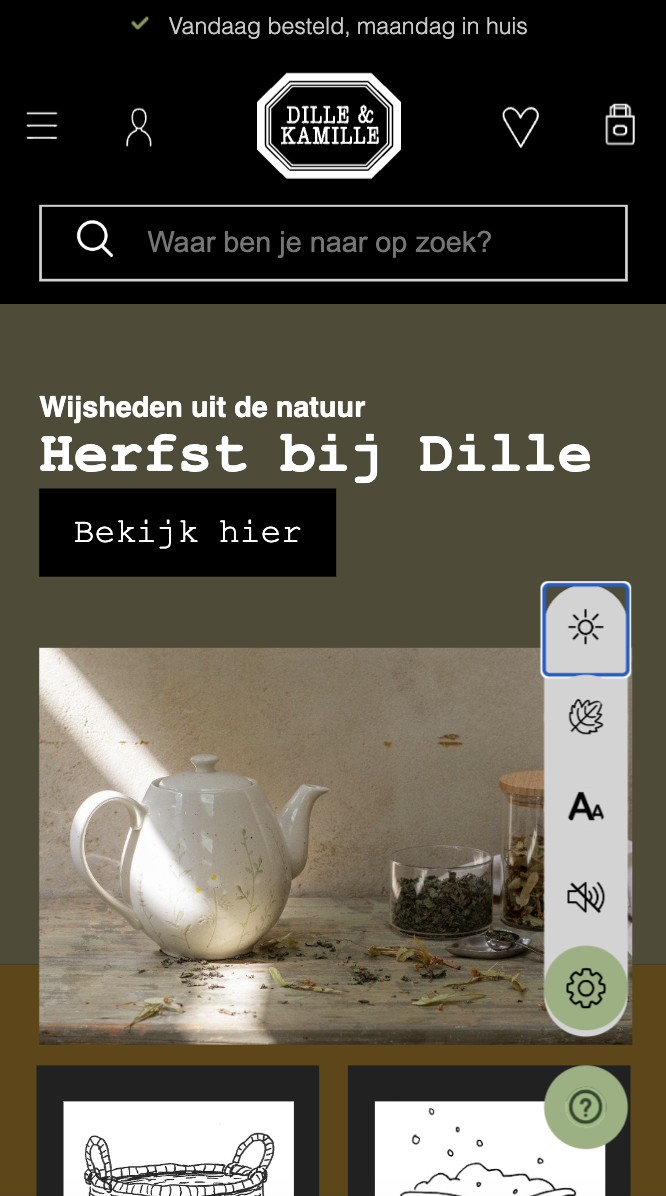 Vandaag besteld, maandag in huis
DILLE &
KAMILLE
Waar ben je naar op zoek?
Wijsheden uit de natuur
Herfst bij Dille
Bekijk hier
AA
?